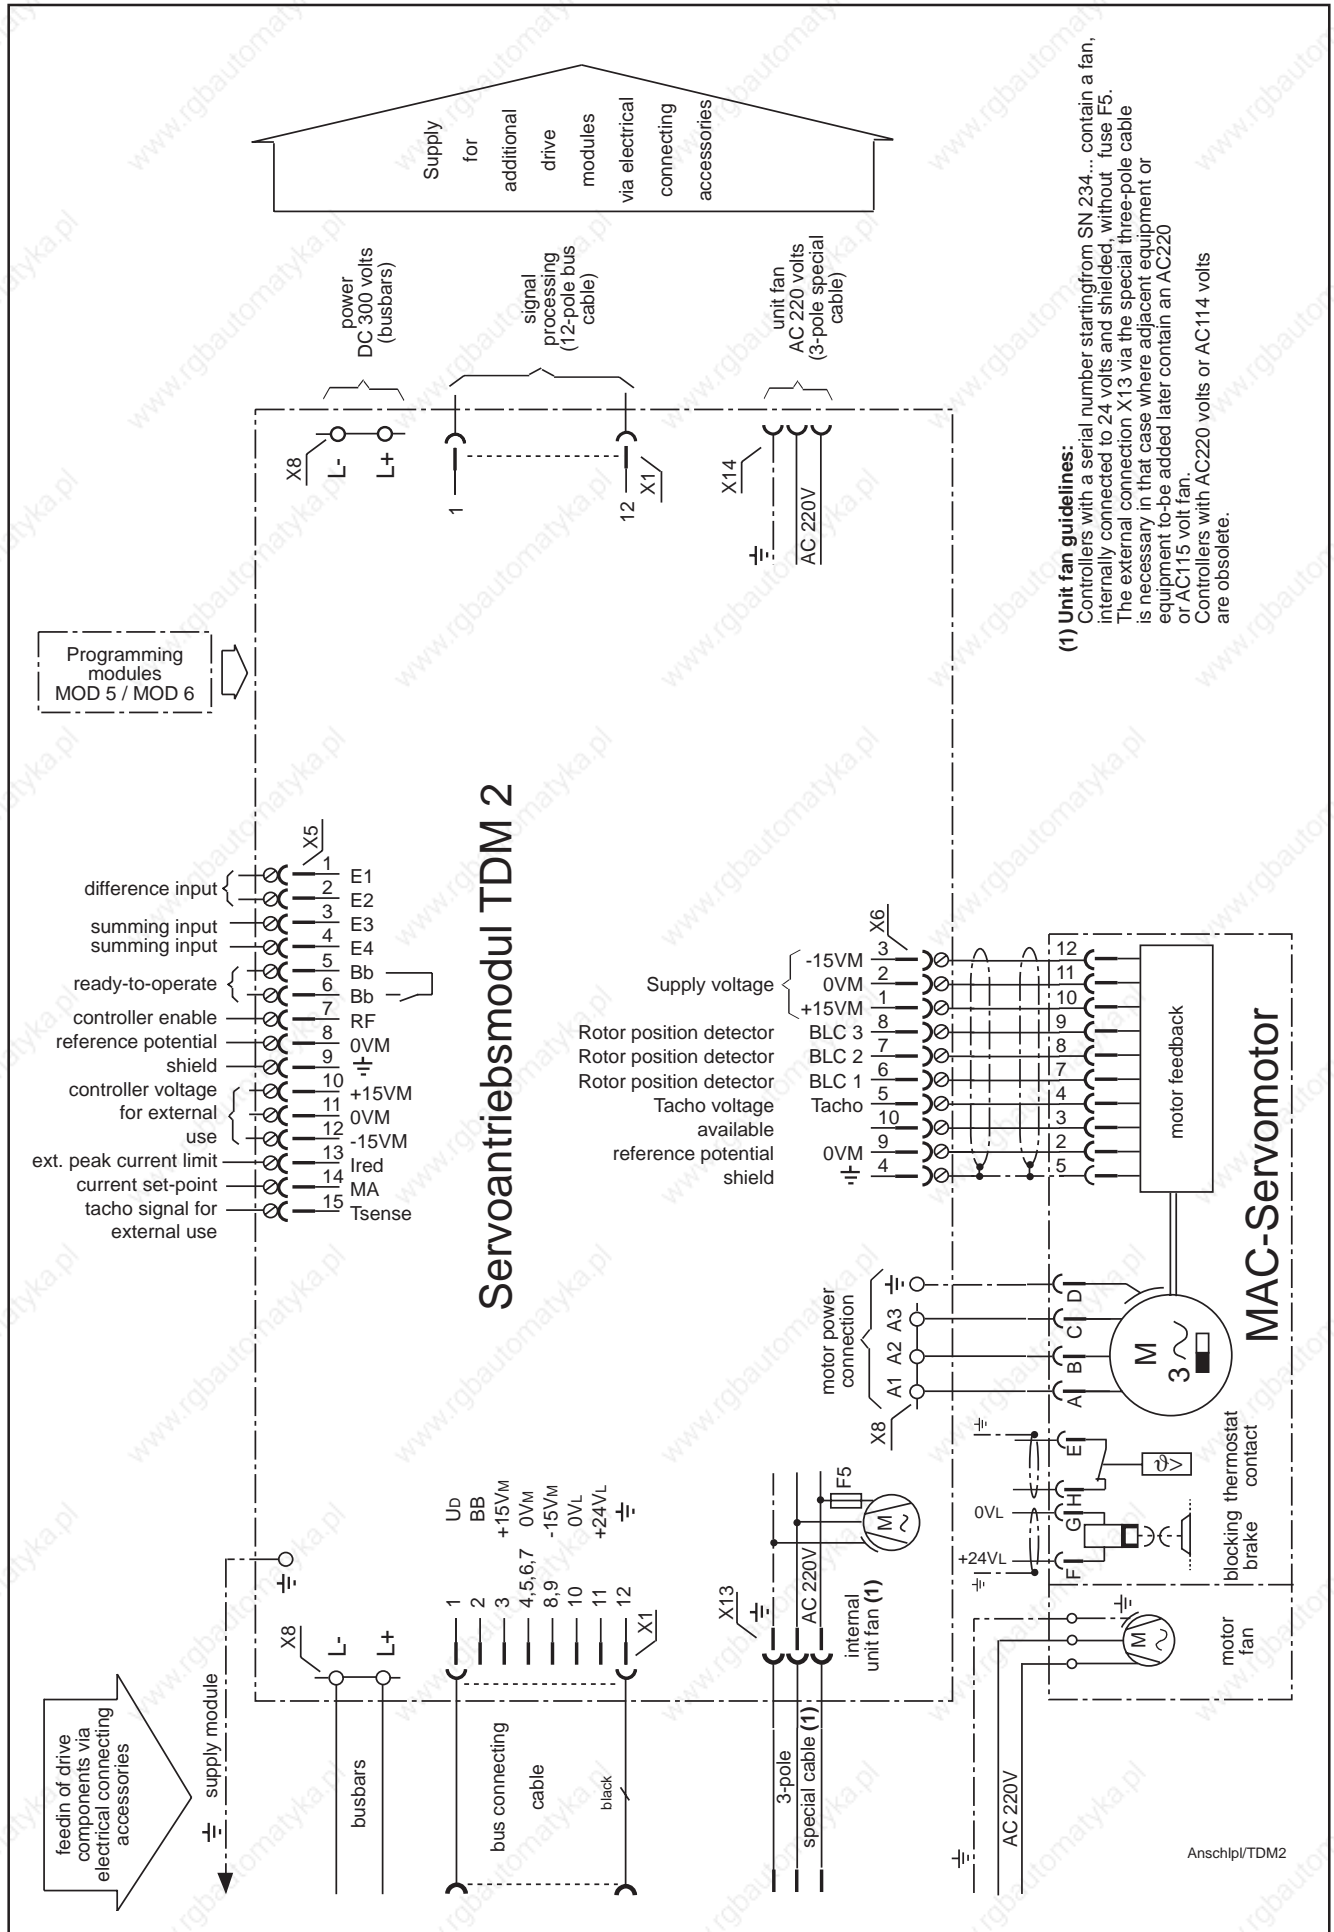 Supply
for
additional
drive
modules
via electrical
connecting
accessories
power
DC 300 volts
(busbars)
signal
processing
(12-pole bus
cable)
unit fan
AC 220 volts
(3-pole special
cable)
X8
L-
L+
1
12
X1
X14
AC 220V
(1) Unit fan guidelines:
Controllers with a serial number startingfrom SN 234... contain a fan,
internally connected to 24 volts and shielded, without fuse F5.
The external connection X13 via the special three-pole cable
is necessary in that case where adjacent equipment or
equipment to-be added later contain an AC220
or AC115 volt fan.
Controllers with AC220 volts or AC114 volts
are obsolete.
Programming
modules
MOD 5 / MOD 6
Servoantriebsmodul TDM 2
X5
difference input
1 E1
2 E2
summing input 3 E3
summing input 4 E4
ready-to-operate
5 Bb
6 Bb
controller enable 7 RF
reference potential 8 0VM
shield 9
controller voltage
for external
use
10 +15VM
11 0VM
12 -15VM
ext. peak current limit 13 Ired
current set-point 14 MA
tacho signal for
external use
15 Tsense
X6
Supply voltage
-15VM 3 12
0VM 2 11
+15VM 1 10
Rotor position detector BLC 3 8 9
Rotor position detector BLC 2 7 8
Rotor position detector BLC 1 6 7
Tacho voltage Tacho 5 4
available 10 3
reference potential 0VM 9 2
shield 4 5
motor feedback
MAC-Servomotor
motor power
connection
X8
A1
A2
A3
A
B
C
D
M
3
E
H
G
F
0VL
+24VL
ϑ>
thermostat
contact
blocking
brake
motor
fan
M
AC 220V
feedin of drive
components via
electrical connecting
accessories
supply module
X8
L-
L+
busbars
1 UD
2 BB
3 +15VM
4,5,6,7 0VM
8,9 -15VM
10 0VL
11 +24VL
12
X1
bus connecting
cable
black
X13
AC 220V
F5
M
internal
unit fan (1)
3-pole
special cable (1)
Anschlpl/TDM2
www.rgbautomatyka.pl